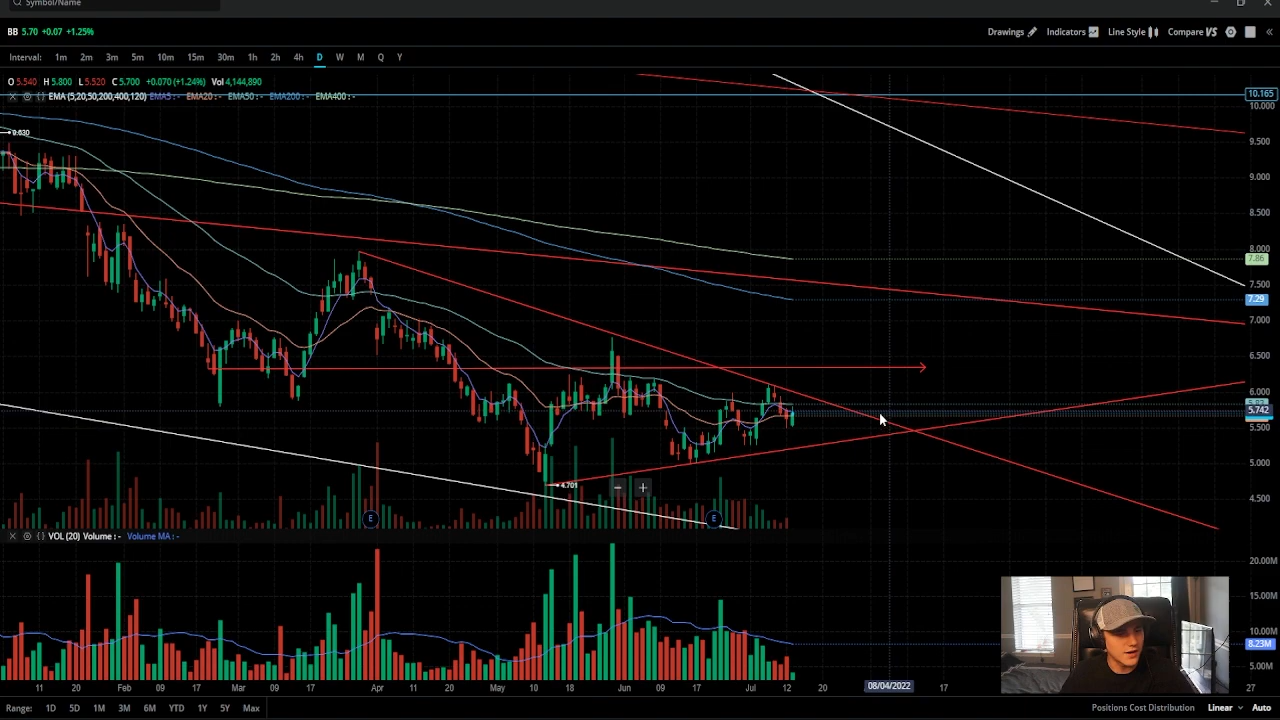 Symbol/Name
BB 5.70 +0.07 +1.25%
Drawings Indicators Line Style Compare VS
Interval: 1m 2m 3m 5m 10m 15m 30m 1h 2h 4h D W M Q Y
O 5.540 H 5.800 L 5.520 C 5.700 +0.070 (+1.24%) Vol 4,144,890
EMA (5,20,50,200,400,120) EMA5 : - EMA20 : - EMA50 : - EMA200 : - EMA400 : -
10.165
10.000
9.630
9.500
9.000
8.500
8.000
7.86
7.500
7.29
7.000
6.500
6.000
5.742
5.500
5.000
4.701
4.500
E E
VOL (20) Volume : - Volume MA : -
20.00M
15.00M
10.00M
8.23M
5.00M
11 20 Feb 09 17 Mar 09 17 Apr 11 20 May 10 18 Jun 09 17 Jul 12 20 08/04/2022 17 27
Range: 1D 5D 1M 3M 6M YTD 1Y 5Y Max
Positions Cost Distribution Linear Auto